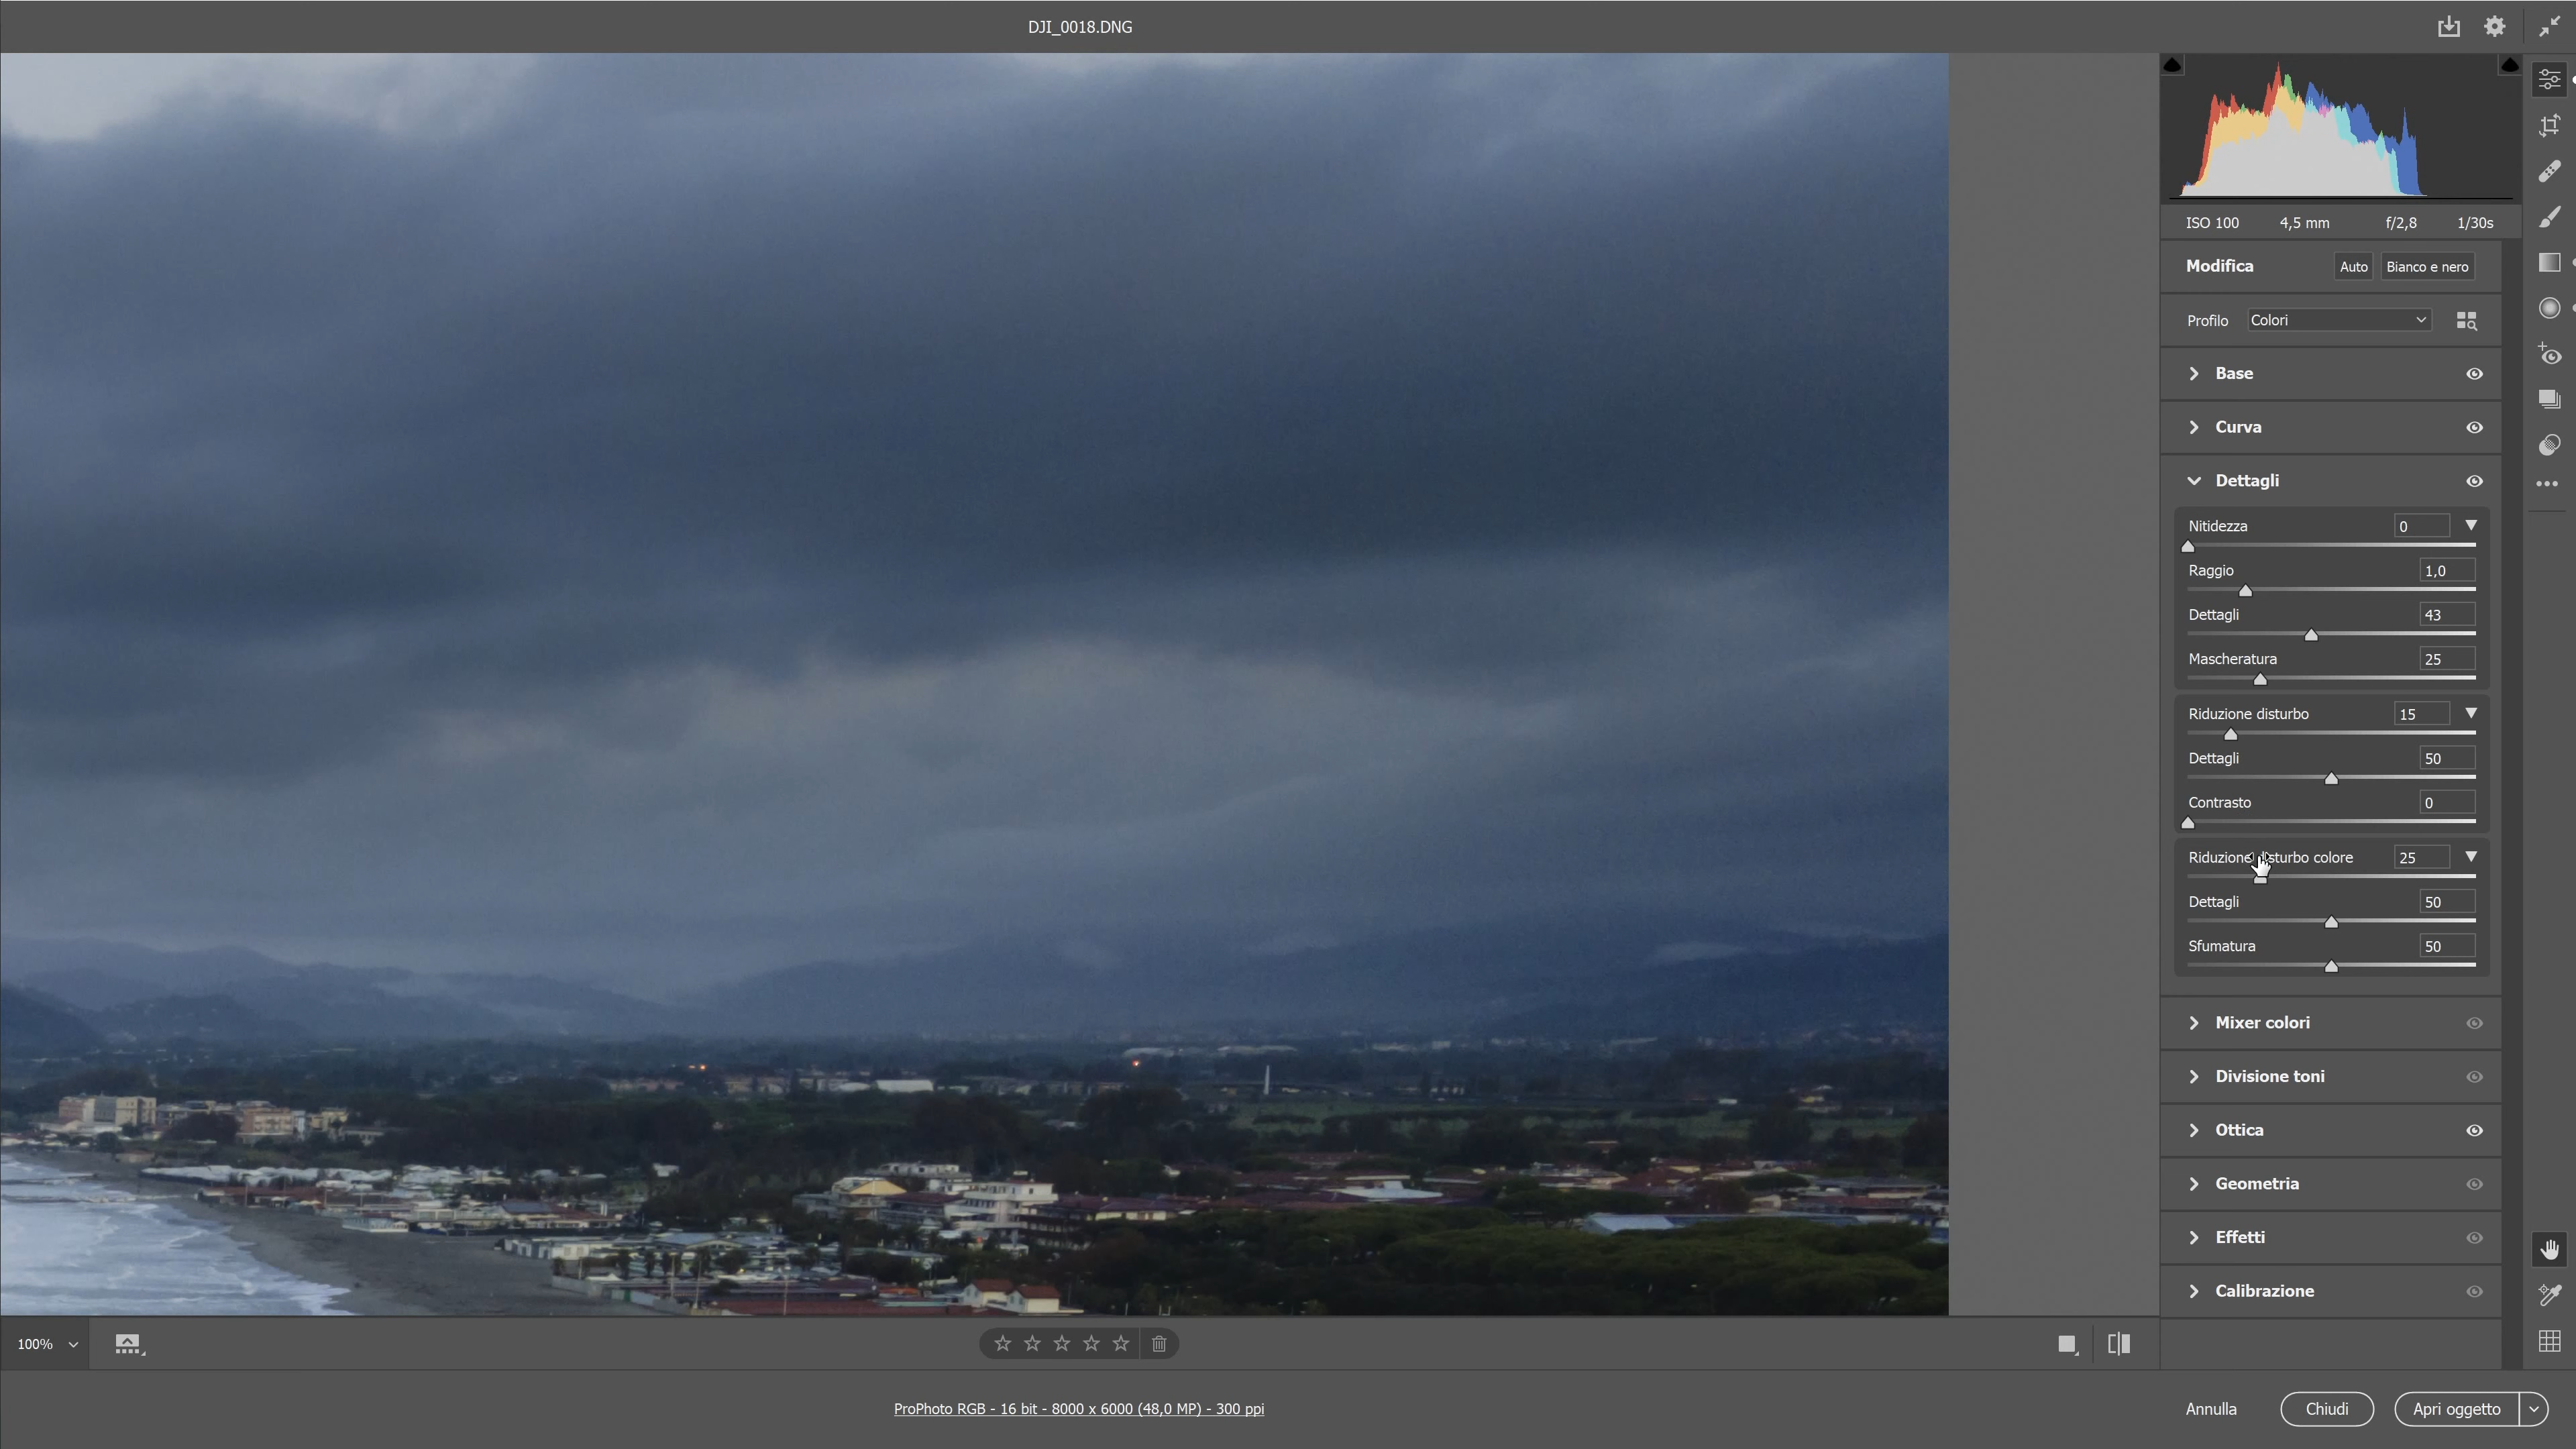 DJI_0018.DNG
ISO 100 4,5 mm f/2,8 1/30s
Modifica Auto Bianco e nero
Profilo Colori
Base
Curva
Dettagli
Nitidezza 0
Raggio 1,0
Dettagli 43
Mascheratura 25
Riduzione disturbo 15
Dettagli 50
Contrasto 0
Riduzione disturbo colore 25
Dettagli 50
Sfumatura 50
Mixer colori
Divisione toni
Ottica
Geometria
Effetti
Calibrazione
100%
ProPhoto RGB - 16 bit - 8000 x 6000 (48,0 MP) - 300 ppi
Annulla Chiudi Apri oggetto